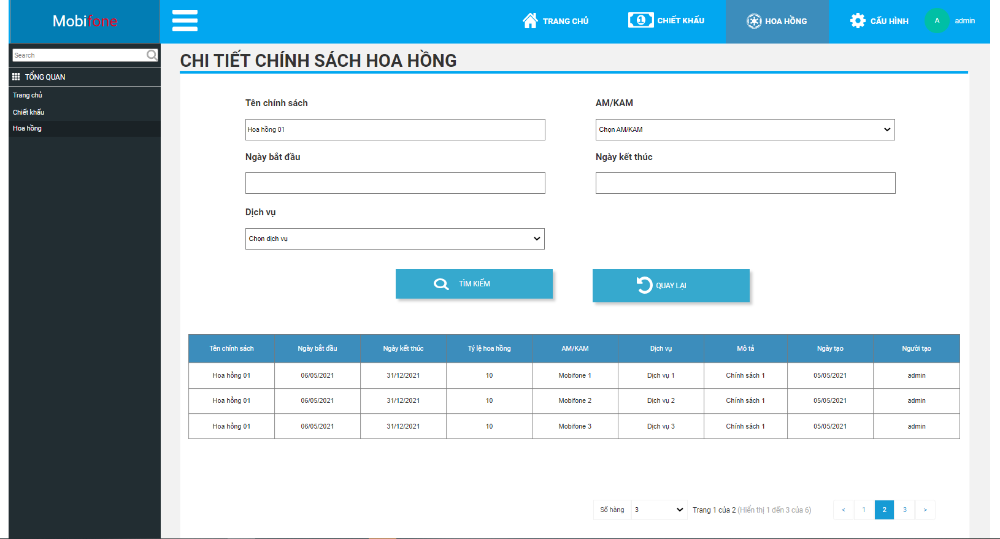 Mobifone
TRANG CHỦ
CHIẾT KHẤU
HOA HỒNG
CẤU HÌNH
A
admin
Search
TỔNG QUAN
Trang chủ
Chiết khấu
Hoa hồng
CHI TIẾT CHÍNH SÁCH HOA HỒNG
Tên chính sách
AM/KAM
Hoa hồng 01
Chọn AM/KAM
Ngày bắt đầu
Ngày kết thúc
Dịch vụ
Chọn dịch vụ
TÌM KIẾM
QUAY LẠI
Tên chính sách Ngày bắt đầu Ngày kết thúc Tỷ lệ hoa hồng AM/KAM Dịch vụ Mô tả Ngày tạo Người tạo
Hoa hồng 01 06/05/2021 31/12/2021 10 Mobifone 1 Dịch vụ 1 Chính sách 1 05/05/2021 admin
Hoa hồng 01 06/05/2021 31/12/2021 10 Mobifone 2 Dịch vụ 2 Chính sách 1 05/05/2021 admin
Hoa hồng 01 06/05/2021 31/12/2021 10 Mobifone 3 Dịch vụ 3 Chính sách 1 05/05/2021 admin
Số hàng 3 Trang 1 của 2 (Hiển thị 1 đến 3 của 6) < 1 2 3 >